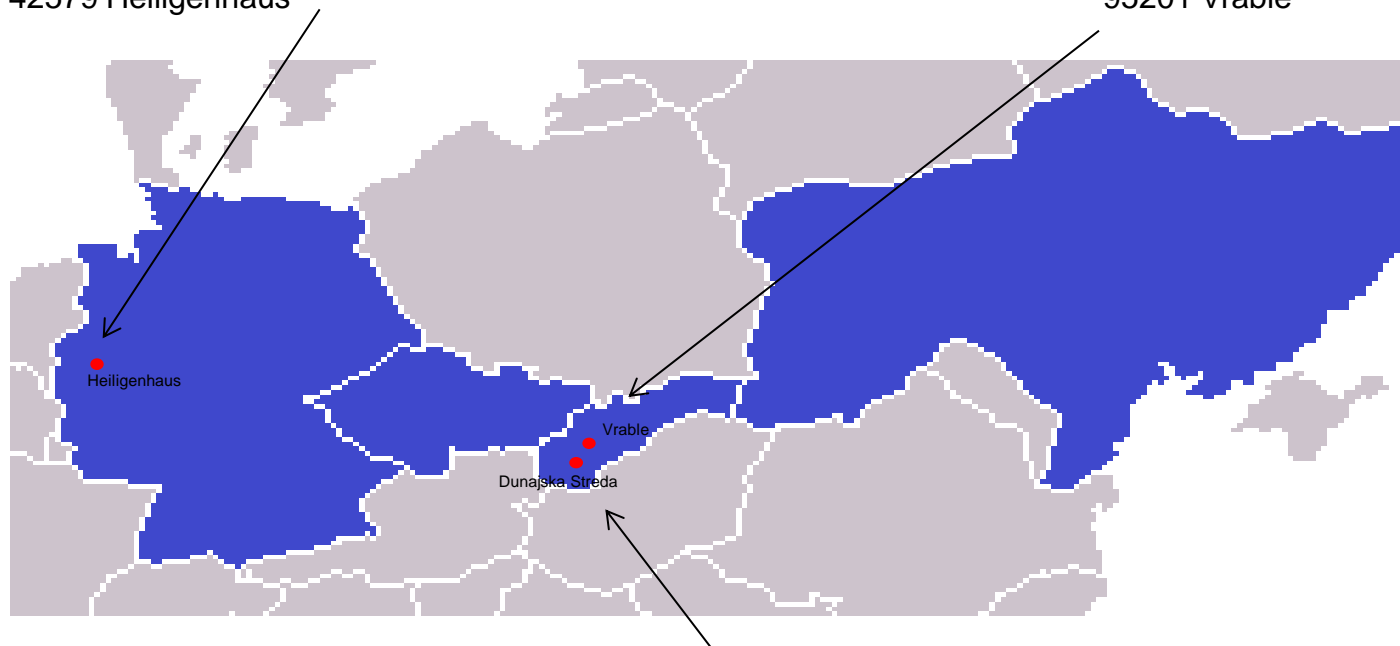 42579 Heiligenhaus
95201 Vrable
Heiligenhaus
Vrable
Dunajska Streda